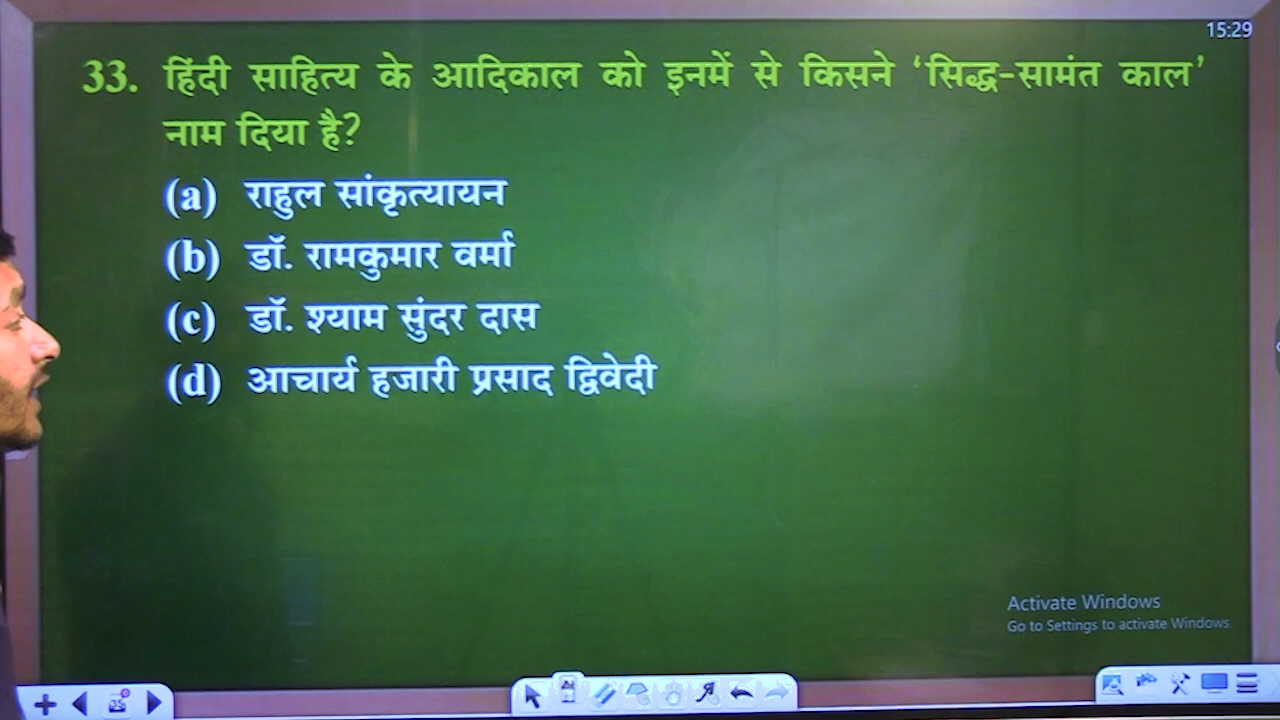 15:29
33. हिंदी साहित्य के आदिकाल को इनमें से किसने ‘सिद्ध-सामंत काल’
नाम दिया है?
(a) राहुल सांकृत्यायन
(b) डॉ. रामकुमार वर्मा
(c) डॉ. श्याम सुंदर दास
(d) आचार्य हजारी प्रसाद द्विवेदी
Activate Windows
Go to Settings to activate Windows.